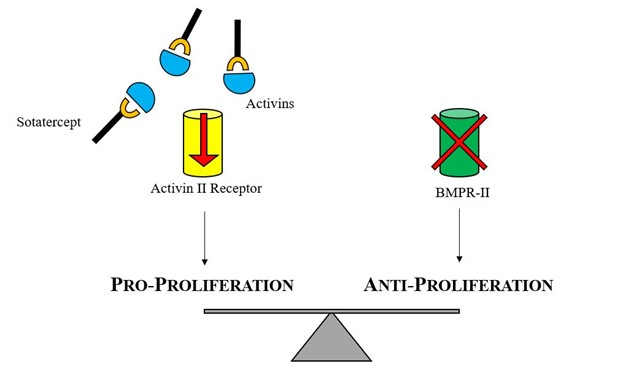 Activins
Sotatercept
Activin II Receptor
BMPR-II
PRO-PROLIFERATION
ANTI-PROLIFERATION